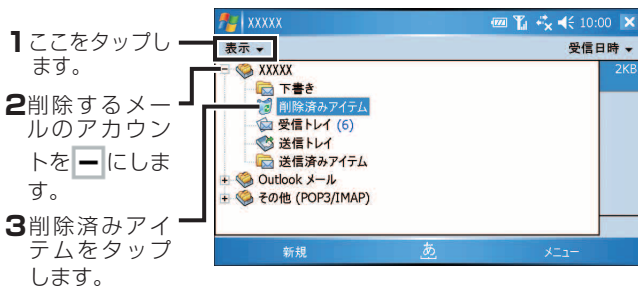 1ここをタップし
ます。
2削除するメー
ルのアカウン
トを－にしま
す。
3削除済みアイ
テムをタップ
します。
XXXXX
10:00
表示
受信日時
XXXXX
2KB
下書き
削除済みアイテム
受信トレイ (6)
送信トレイ
送信済みアイテム
Outlook メール
その他 (POP3/IMAP)
新規
あ
メニュー